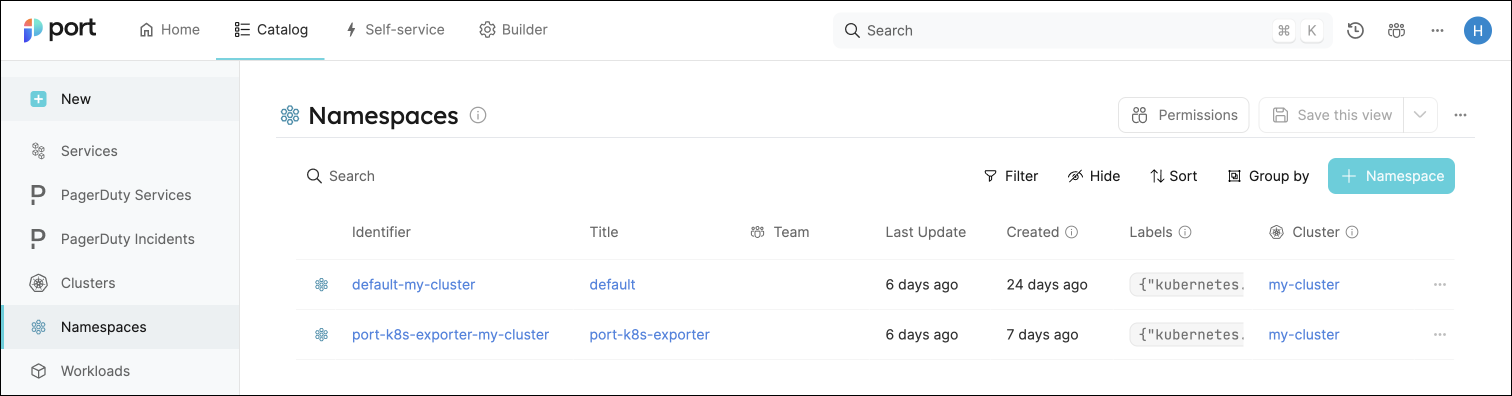 port Home Catalog Self-service Builder Search ⌘ K H
New
Services
PagerDuty Services
PagerDuty Incidents
Clusters
Namespaces
Workloads
Namespaces Permissions Save this view
Search Filter Hide Sort Group by + Namespace
Identifier Title Team Last Update Created Labels Cluster
default-my-cluster default 6 days ago 24 days ago {"kubernetes. my-cluster
port-k8s-exporter-my-cluster port-k8s-exporter 6 days ago 7 days ago {"kubernetes. my-cluster